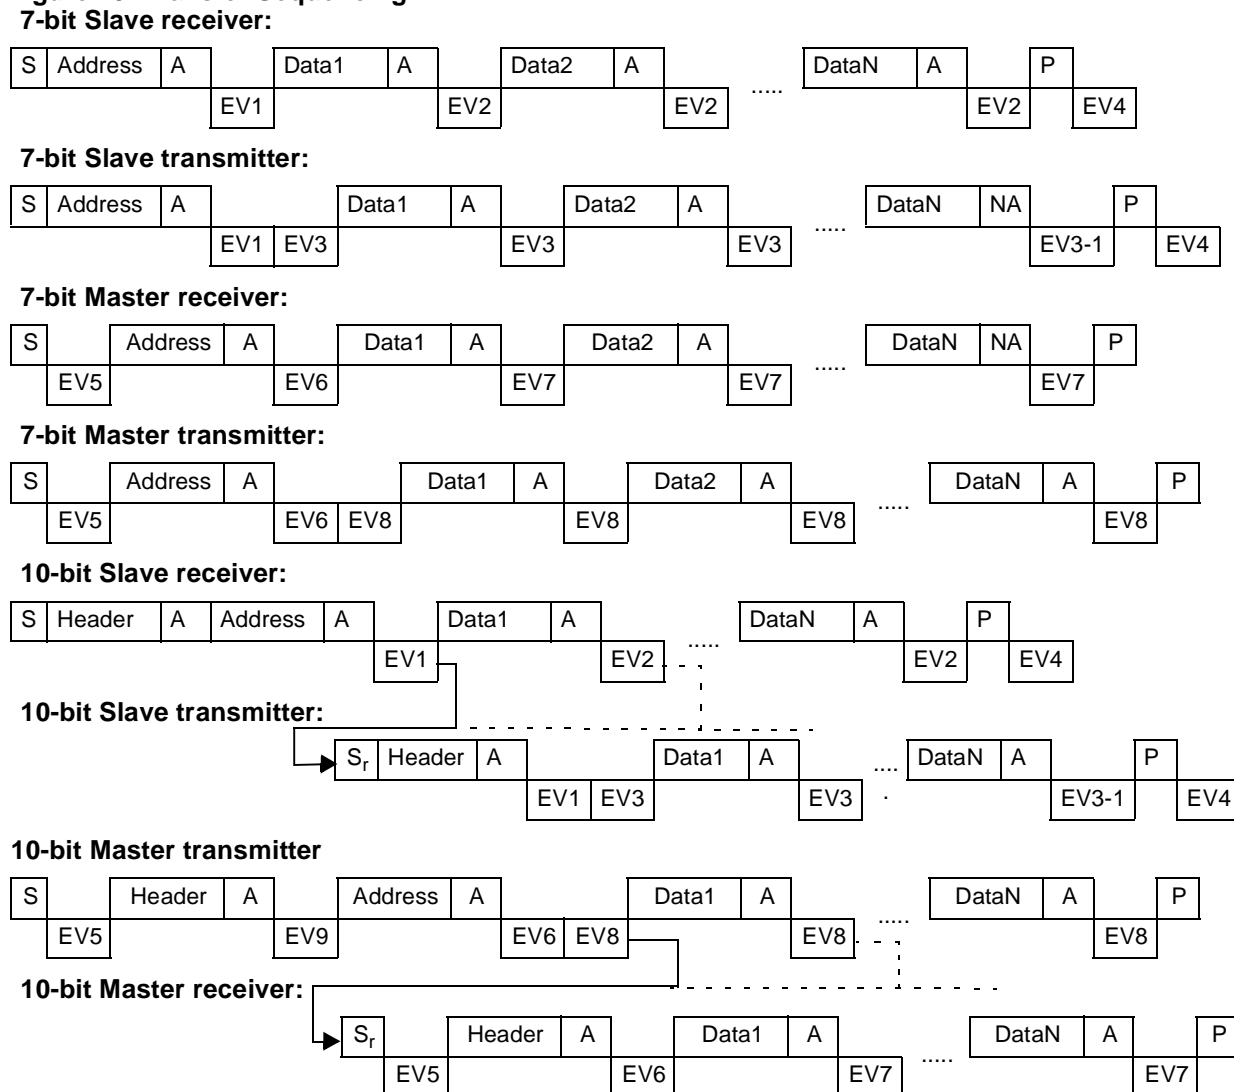 7-bit Slave receiver:
S Address A Data1 A Data2 A ..... DataN A P
EV1 EV2 EV2 EV2 EV4
7-bit Slave transmitter:
S Address A Data1 A Data2 A ..... DataN NA P
EV1 EV3 EV3 EV3 EV3-1 EV4
7-bit Master receiver:
S Address A Data1 A Data2 A ..... DataN NA P
EV5 EV6 EV7 EV7 EV7
7-bit Master transmitter:
S Address A Data1 A Data2 A ..... DataN A P
EV5 EV6 EV8 EV8 EV8 EV8
10-bit Slave receiver:
S Header A Address A Data1 A ..... DataN A P
EV1 EV2 EV2 EV4
10-bit Slave transmitter:
Sr Header A Data1 A .... DataN A P
EV1 EV3 EV3 . EV3-1 EV4
10-bit Master transmitter
S Header A Address A Data1 A ..... DataN A P
EV5 EV9 EV6 EV8 EV8 EV8
10-bit Master receiver:
Sr Header A Data1 A ..... DataN A P
EV5 EV6 EV7 EV7